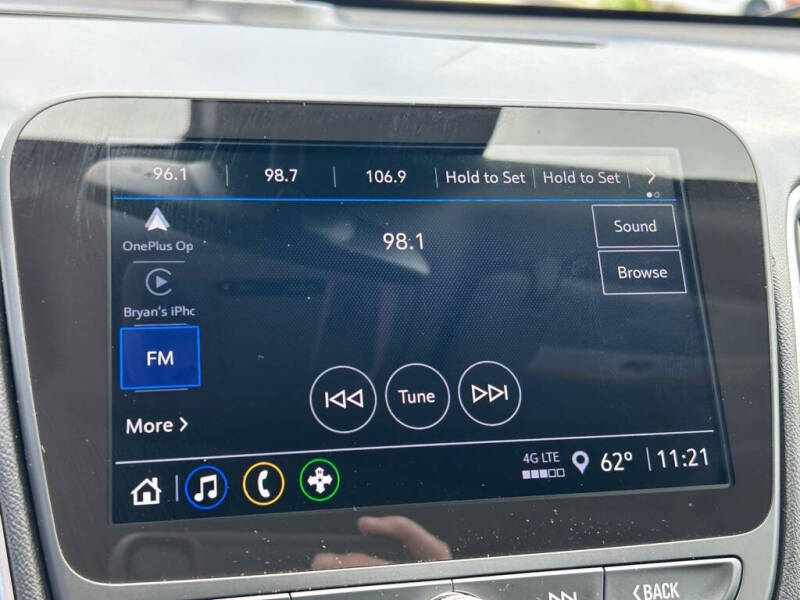 96.1 98.7 106.9 Hold to Set Hold to Set
OnePlus Op
98.1
Sound
Browse
Bryan's iPhc
FM
Tune
More
4G LTE
62° 11:21
BACK